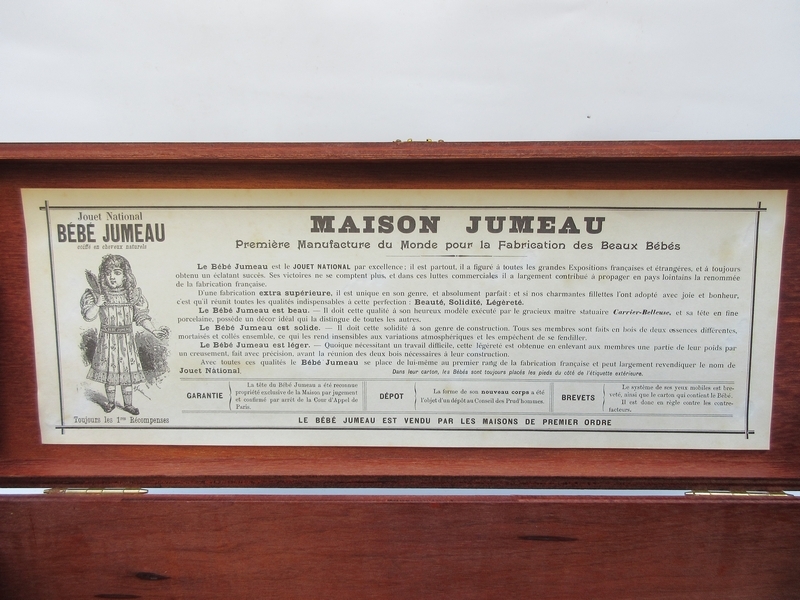 Jouet National
BÉBÉ JUMEAU
coiffé en cheveux naturels
Toujours les 1res Récompenses
MAISON JUMEAU
Première Manufacture du Monde pour la Fabrication des Beaux Bébés
Le Bébé Jumeau est le JOUET NATIONAL par excellence ; il est partout, il a figuré à toutes les grandes Expositions françaises et étrangères, et a toujours
obtenu un éclatant succès. Ses victoires ne se comptent plus, et dans ces luttes commerciales il a largement contribué à propager en pays lointains la renommée
de la fabrication française.
D'une fabrication extra supérieure, il est unique en son genre, et absolument parfait : et si nos charmantes fillettes l'ont adopté avec joie et bonheur,
c'est qu'il réunit toutes les qualités indispensables à cette perfection : Beauté, Solidité, Légèreté.
Le Bébé Jumeau est beau. — Il doit cette qualité à son heureux modèle exécuté par le gracieux maître statuaire Carrier-Belleuse, et sa tête en fine
porcelaine, possède un décor idéal qui la distingue de toutes les autres.
Le Bébé Jumeau est solide. — Il doit cette solidité à son genre de construction. Tous ses membres sont faits en bois de deux essences différentes,
mortaisés et collés ensemble, ce qui les rend insensibles aux variations atmosphériques et les empêchent de se fendiller.
Le Bébé Jumeau est léger. — Quoique nécessitant un travail difficile, cette légèreté est obtenue en enlevant aux membres une partie de leur poids par
un creusement, fait avec précision, avant la réunion des deux bois nécessaires à leur construction.
Avec toutes ces qualités le Bébé Jumeau se place de lui-même au premier rang de la fabrication française et peut largement revendiquer le nom de
Jouet National. Dans leur carton, les Bébés sont toujours placés les pieds du côté de l'étiquette extérieure.
GARANTIE
La tête du Bébé Jumeau a été reconnue
propriété exclusive de la Maison par jugement
et confirmé par arrêt de la Cour d'Appel de
Paris.
DÉPOT
La forme de son nouveau corps a été
l'objet d'un dépôt au Conseil des Prud'hommes.
BREVETS
Le système de ses yeux mobiles est bre-
veté, ainsi que le carton qui contient le Bébé.
Il est donc en règle contre les contre-
facteurs.
LE BÉBÉ JUMEAU EST VENDU PAR LES MAISONS DE PREMIER ORDRE